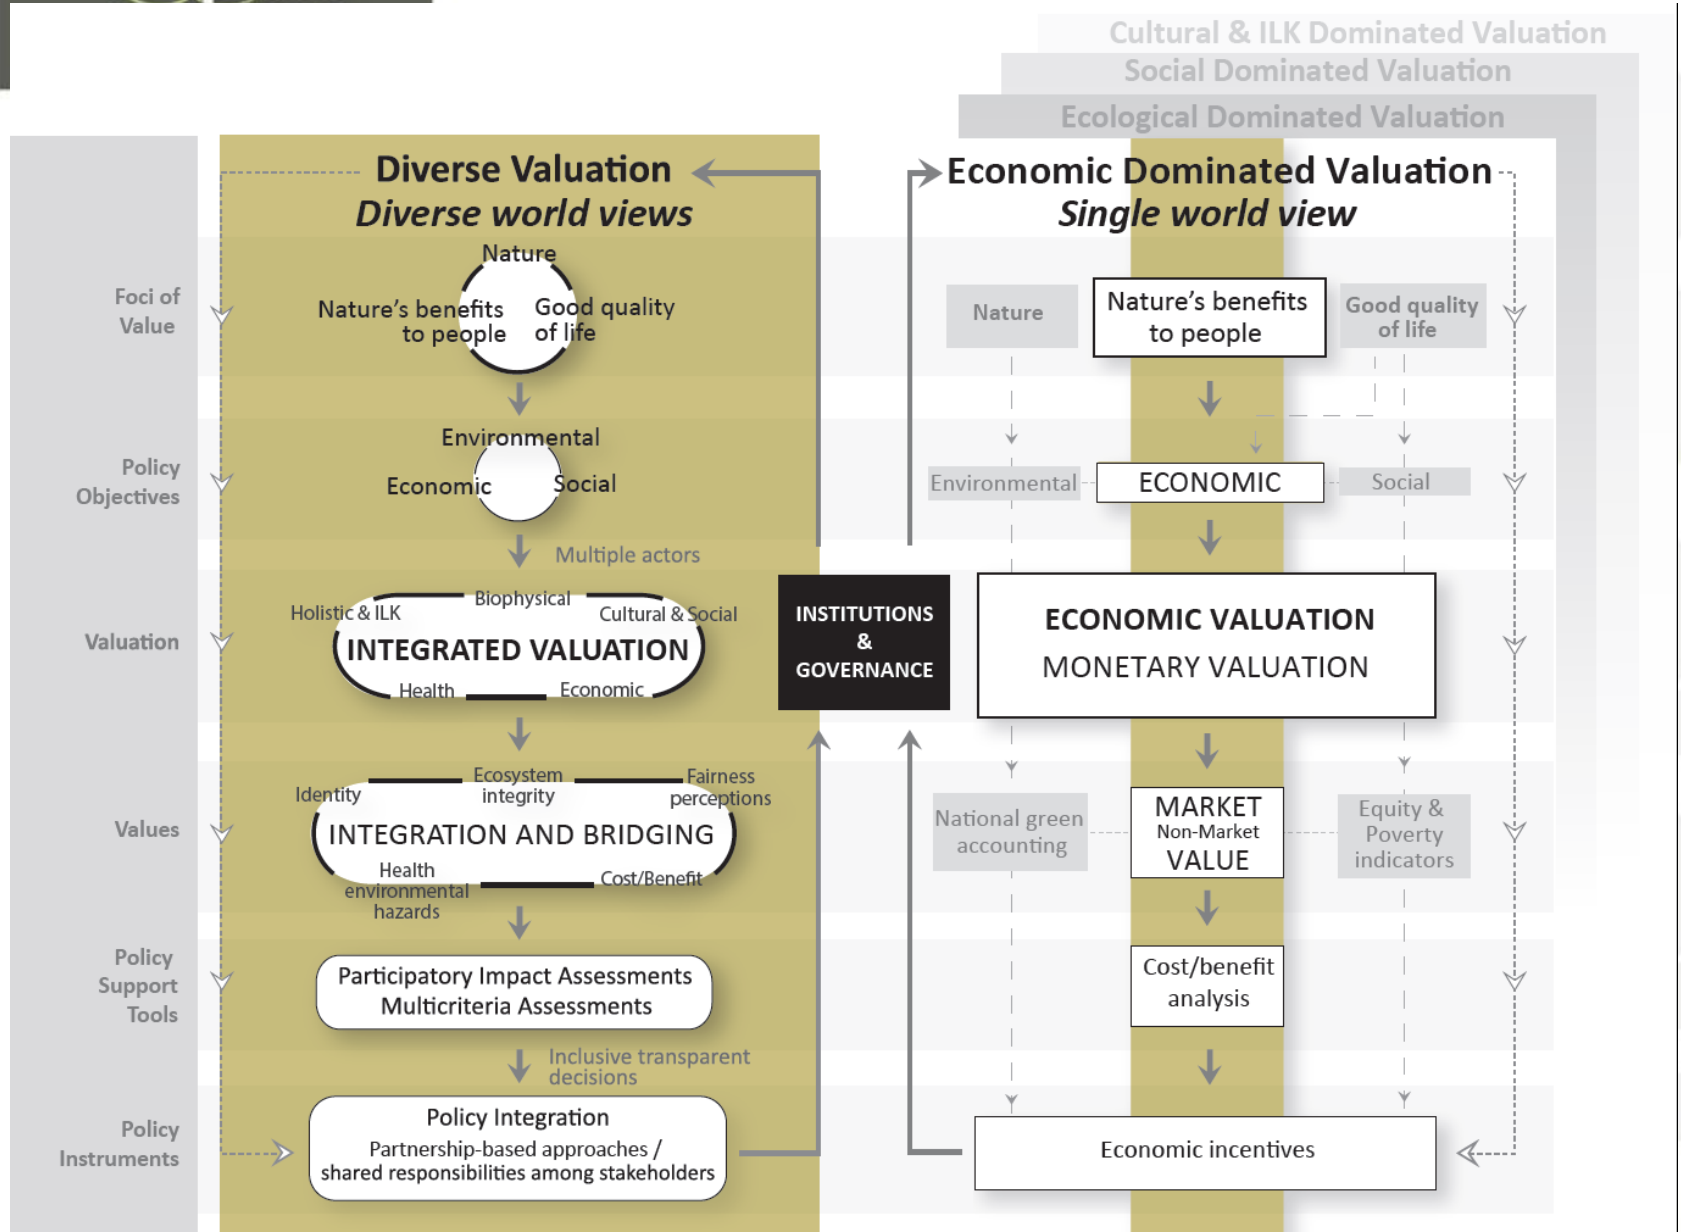 Cultural & ILK Dominated Valuation
Social Dominated Valuation
Ecological Dominated Valuation
Diverse Valuation
Diverse world views
Economic Dominated Valuation
Single world view
Foci of
Value
Nature
Nature's benefits
to people
Good quality
of life
Nature
Nature's benefits
to people
Good quality
of life
Policy
Objectives
Environmental
Economic
Social
Environmental
ECONOMIC
Social
Multiple actors
Valuation
Holistic & ILK
Biophysical
Cultural & Social
INTEGRATED VALUATION
Health
Economic
INSTITUTIONS
&
GOVERNANCE
ECONOMIC VALUATION
MONETARY VALUATION
Values
Identity
Ecosystem
integrity
Fairness
perceptions
INTEGRATION AND BRIDGING
Health
environmental
hazards
Cost/Benefit
National green
accounting
MARKET
Non-Market
VALUE
Equity &
Poverty
indicators
Policy
Support
Tools
Participatory Impact Assessments
Multicriteria Assessments
Cost/benefit
analysis
Inclusive transparent
decisions
Policy
Instruments
Policy Integration
Partnership-based approaches /
shared responsibilities among stakeholders
Economic incentives